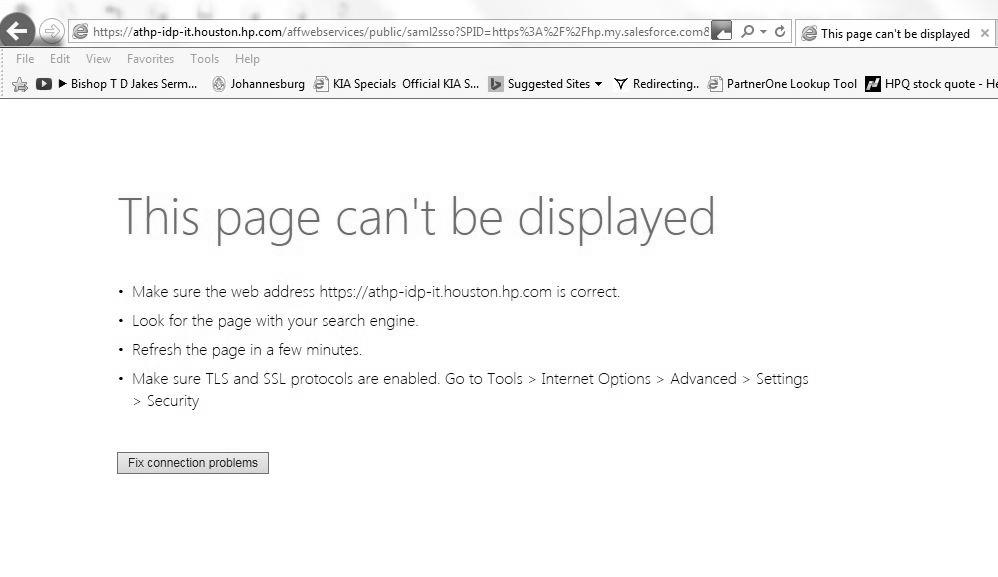 https://athp-idp-it.houston.hp.com/affwebservices/public/saml2sso?SPID=https%3A%2F%2Fhp.my.salesforce.com& This page can't be displayed
File Edit View Favorites Tools Help
Bishop T D Jakes Serm... Johannesburg KIA Specials Official KIA S... Suggested Sites Redirecting.. PartnerOne Lookup Tool HPQ stock quote - He
This page can't be displayed
• Make sure the web address https://athp-idp-it.houston.hp.com is correct.
• Look for the page with your search engine.
• Refresh the page in a few minutes.
• Make sure TLS and SSL protocols are enabled. Go to Tools > Internet Options > Advanced > Settings
> Security
Fix connection problems